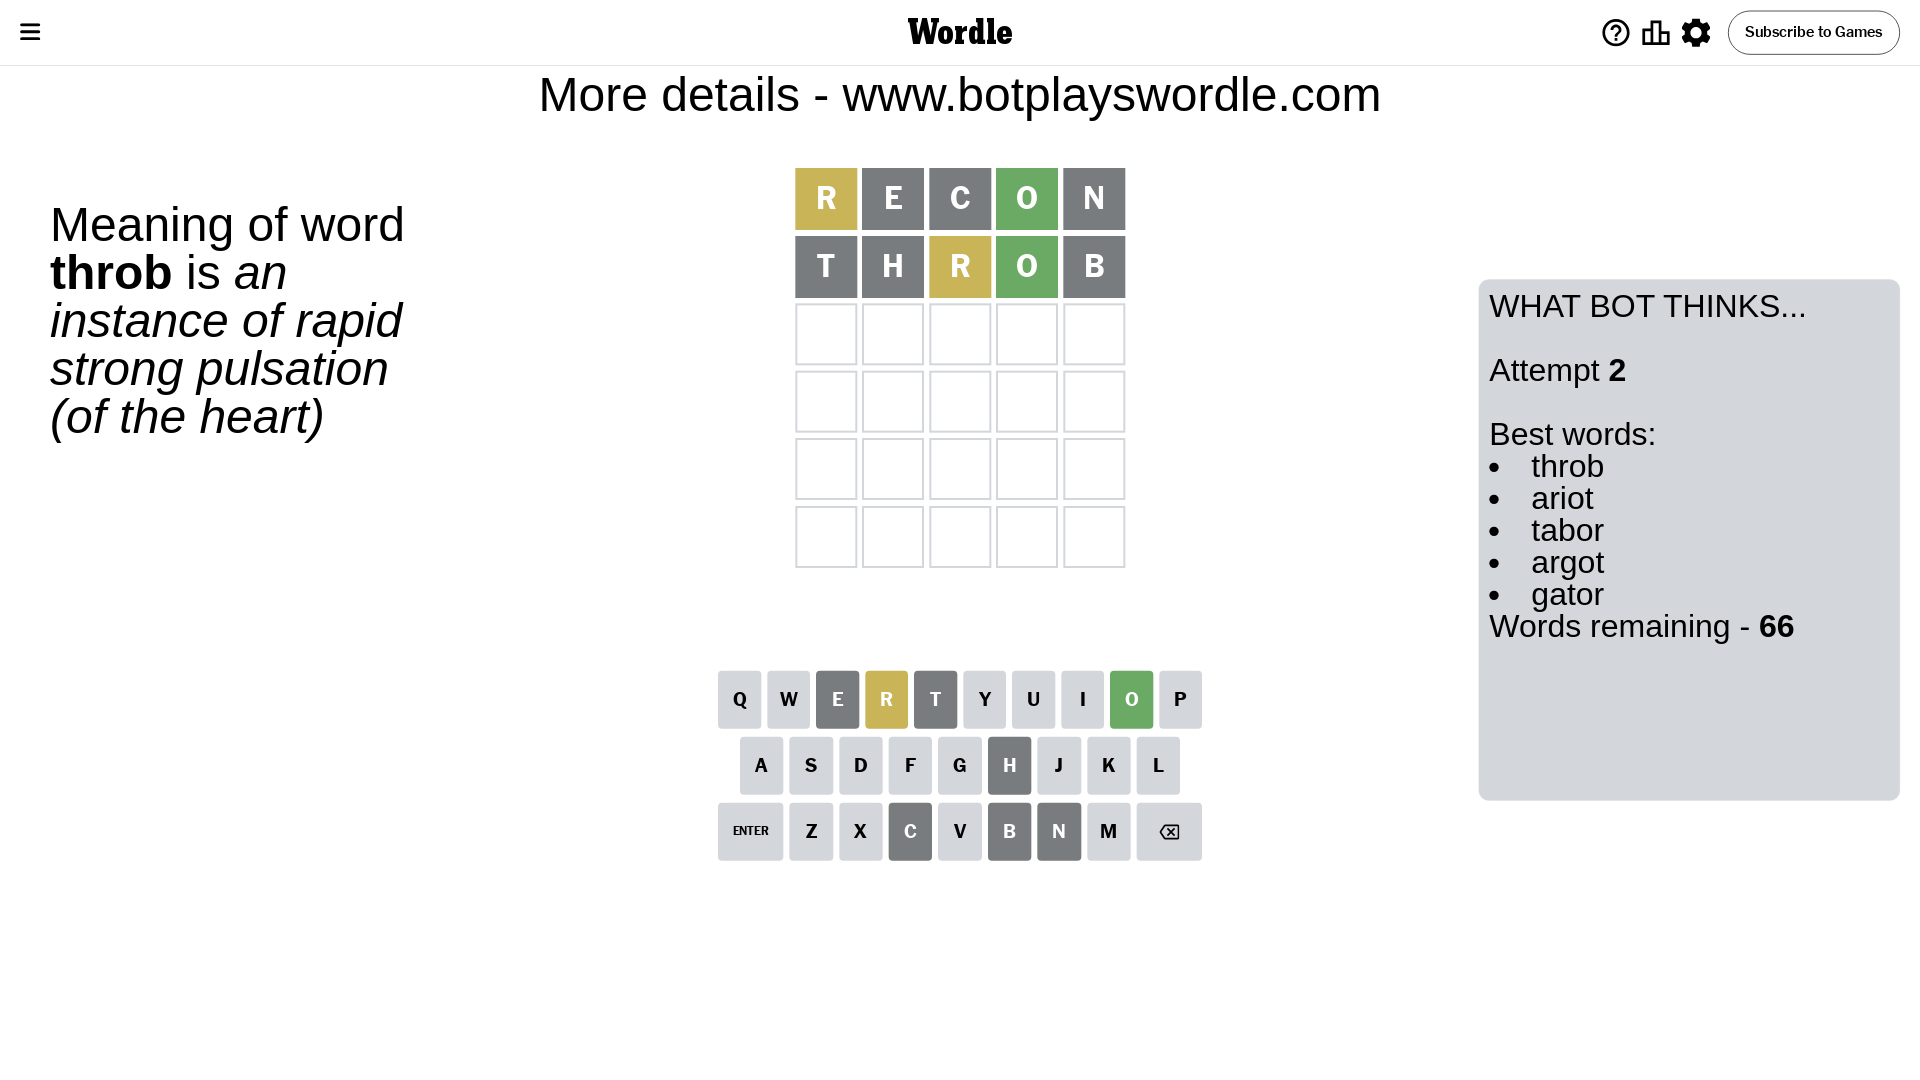 Wordle
Subscribe to Games
More details - www.botplayswordle.com
Meaning of word
throb is an
instance of rapid
strong pulsation
(of the heart)
R E C O N
T H R O B
WHAT BOT THINKS...
Attempt 2
Best words:
• throb
• ariot
• tabor
• argot
• gator
Words remaining - 66
Q W E R T Y U I O P
A S D F G H J K L
ENTER Z X C V B N M